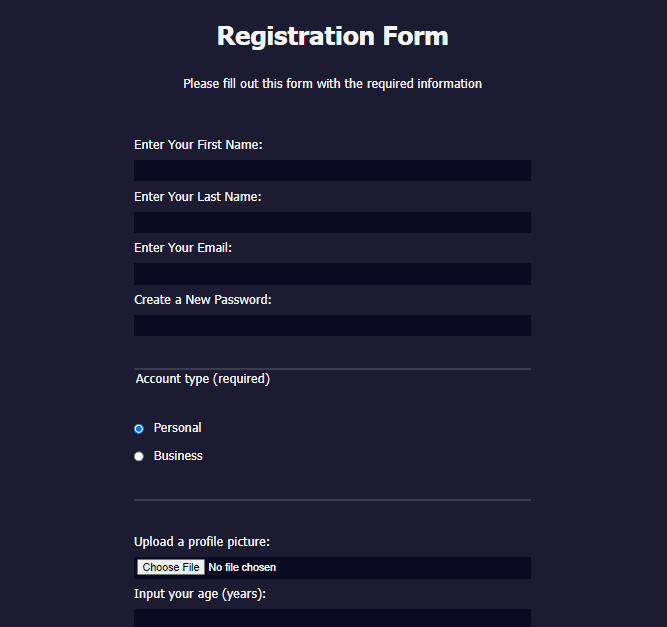 Registration Form
Please fill out this form with the required information
Enter Your First Name:
Enter Your Last Name:
Enter Your Email:
Create a New Password:
Account type (required)
Personal
Business
Upload a profile picture:
Choose File No file chosen
Input your age (years):